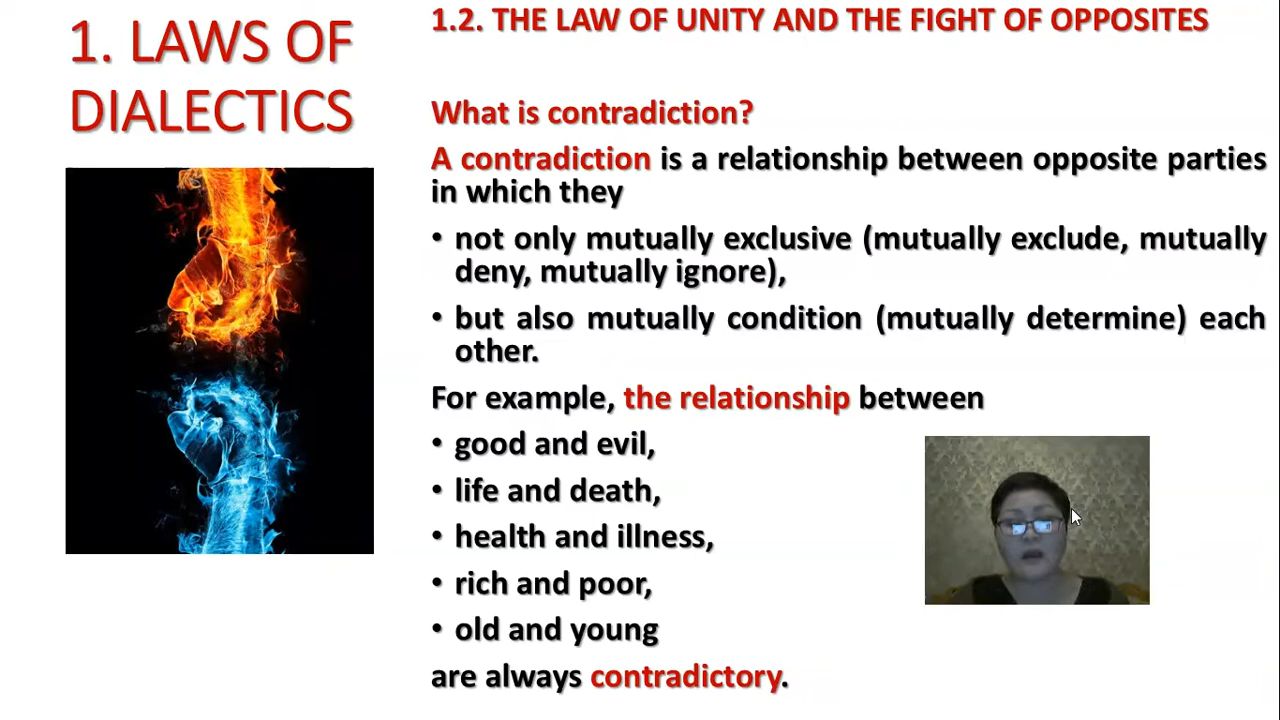 1. LAWS OF
DIALECTICS
1.2. THE LAW OF UNITY AND THE FIGHT OF OPPOSITES
What is contradiction?
A contradiction is a relationship between opposite parties
in which they
• not only mutually exclusive (mutually exclude, mutually
deny, mutually ignore),
• but also mutually condition (mutually determine) each
other.
For example, the relationship between
• good and evil,
• life and death,
• health and illness,
• rich and poor,
• old and young
are always contradictory.